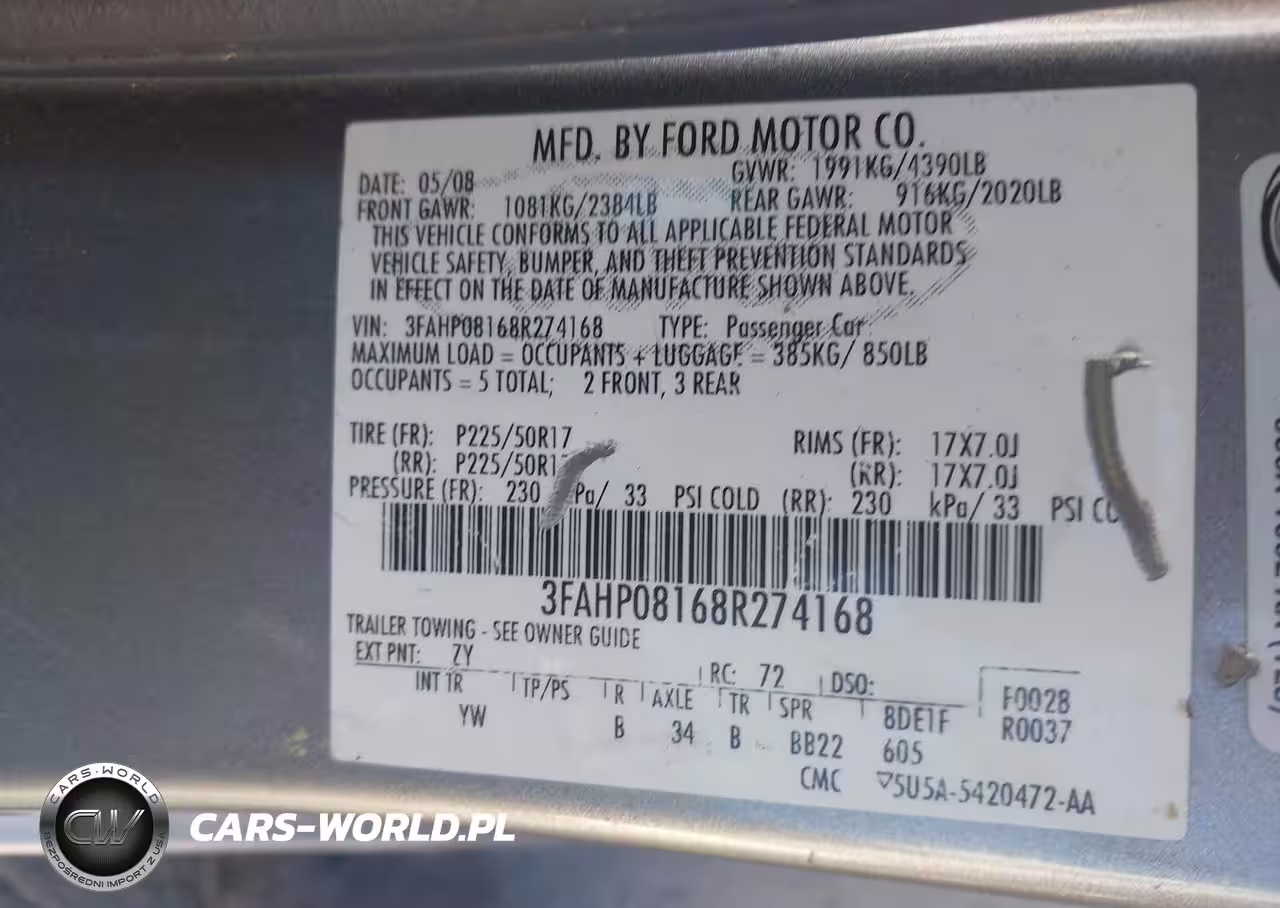 MFD. BY FORD MOTOR CO.
DATE: 05/08 GVWR: 1991KG/4390LB
FRONT GAWR: 1081KG/2384LB REAR GAWR: 916KG/2020LB
THIS VEHICLE CONFORMS TO ALL APPLICABLE FEDERAL MOTOR
VEHICLE SAFETY, BUMPER, AND THEFT PREVENTION STANDARDS
IN EFFECT ON THE DATE OF MANUFACTURE SHOWN ABOVE.
VIN: 3FAHP08168R274168 TYPE: Passenger Car
MAXIMUM LOAD = OCCUPANTS + LUGGAGE = 385KG/ 850LB
OCCUPANTS = 5 TOTAL; 2 FRONT, 3 REAR
TIRE (FR): P225/50R17 RIMS (FR): 17X7.0J
(RR): P225/50R1 (RR): 17X7.0J
PRESSURE (FR): 230 Pa/ 33 PSI COLD (RR): 230 kPa/ 33 PSI CO
3FAHP08168R274168
TRAILER TOWING - SEE OWNER GUIDE
EXT PNT: ZY RC: 72 DSO: F0028
INT TR TP/PS R AXLE TR SPR 8DE1F R0037
YW B 34 B BB22 605
CMC ▽5U5A-5420472-AA
CARS-WORLD
CW
BEZPOŚREDNI IMPORT Z USA
CARS-WORLD.PL